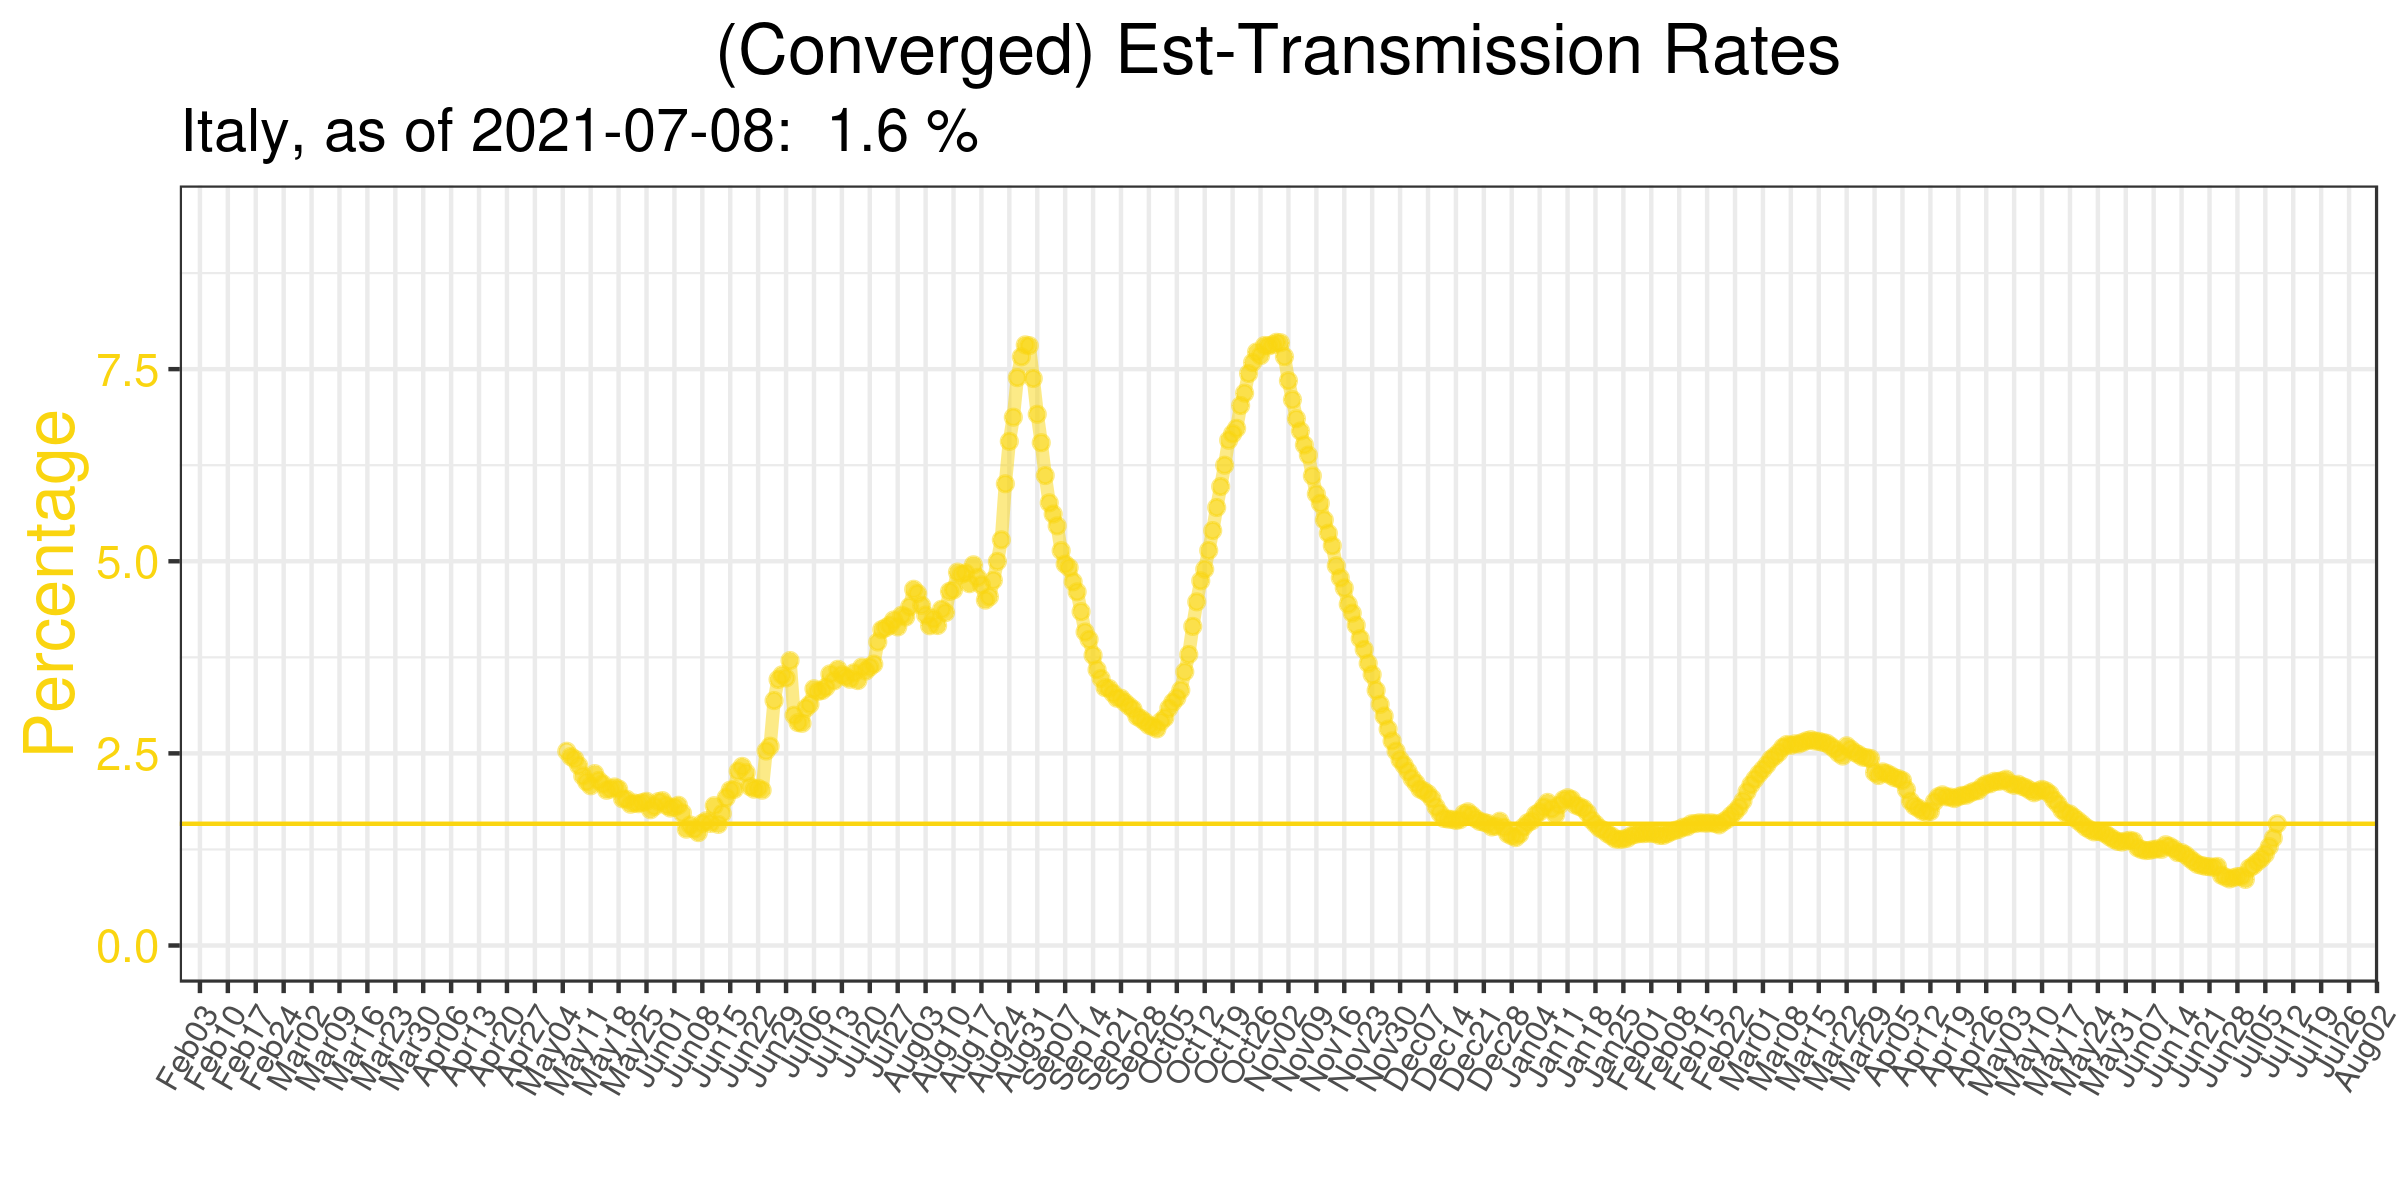 (Converged) Est-Transmission Rates
Italy, as of 2021-07-08: 1.6 %
Percentage
7.5
5.0
2.5
0.0
Feb03
Feb10
Feb17
Feb24
Mar02
Mar09
Mar16
Mar23
Mar30
Apr06
Apr13
Apr20
Apr27
May04
May11
May18
May25
Jun01
Jun08
Jun15
Jun22
Jun29
Jul06
Jul13
Jul20
Jul27
Aug03
Aug10
Aug17
Aug24
Aug31
Sep07
Sep14
Sep21
Sep28
Oct05
Oct12
Oct19
Oct26
Nov02
Nov09
Nov16
Nov23
Nov30
Dec07
Dec14
Dec21
Dec28
Jan04
Jan11
Jan18
Jan25
Feb01
Feb08
Feb15
Feb22
Mar01
Mar08
Mar15
Mar22
Mar29
Apr05
Apr12
Apr19
Apr26
May03
May10
May17
May24
May31
Jun07
Jun14
Jun21
Jun28
Jul05
Jul12
Jul19
Jul26
Aug02